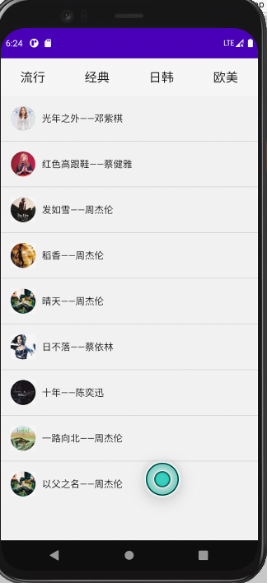 6:24
LTE
流行 经典 日韩 欧美
光年之外——邓紫棋
红色高跟鞋——蔡健雅
发如雪——周杰伦
稻香——周杰伦
晴天——周杰伦
日不落——蔡依林
十年——陈奕迅
一路向北——周杰伦
以父之名——周杰伦